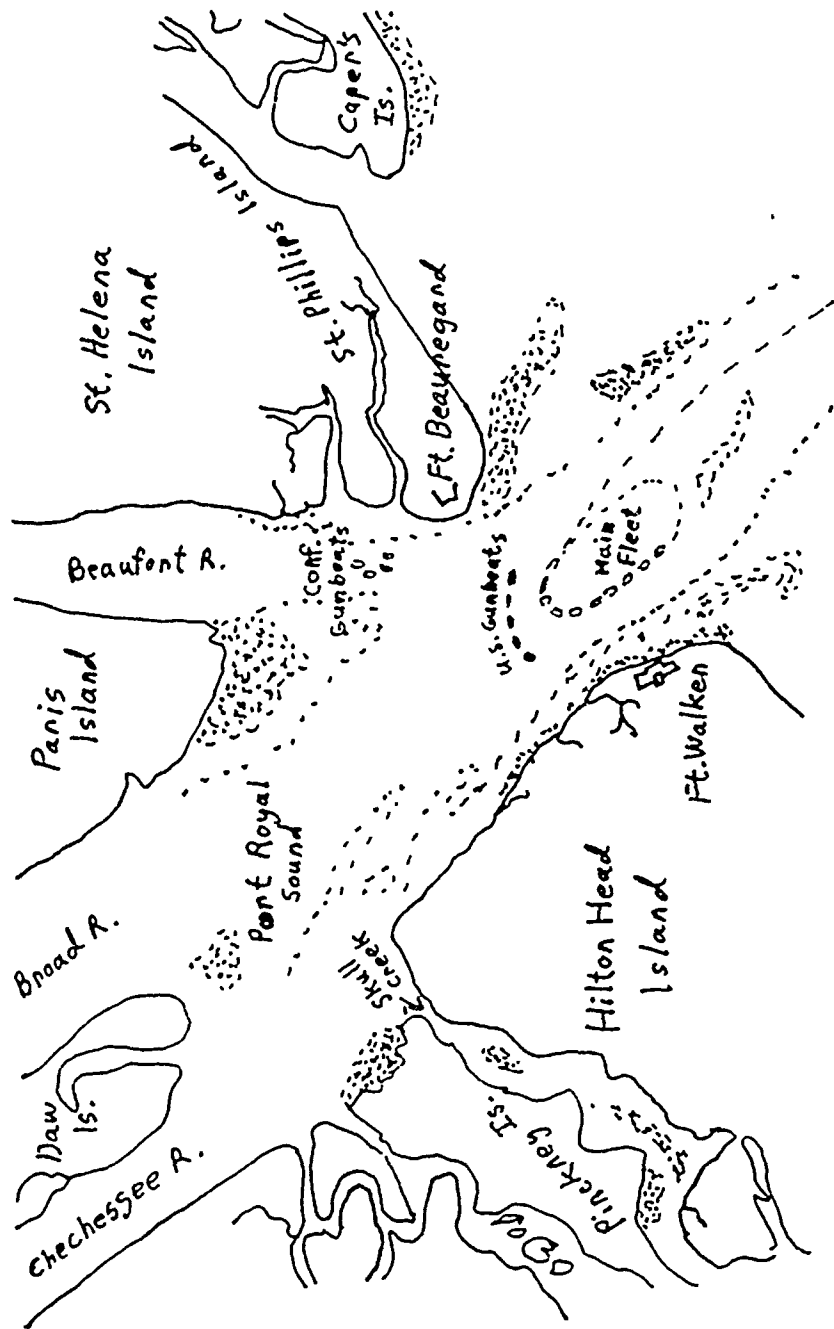 Chechessee R.
Daw
Is.
Broad R.
Paris
Island
Beaufort R.
St. Helena
Island
St. Phillips Island
Caper's
Is.
Port Royal
Sound
Conf.
Gunboats
Ft. Beauregard
Skull
Creek
U.S. Gunboats
Main
Fleet
Pinckney Is.
Hilton Head
Island
Ft. Walker